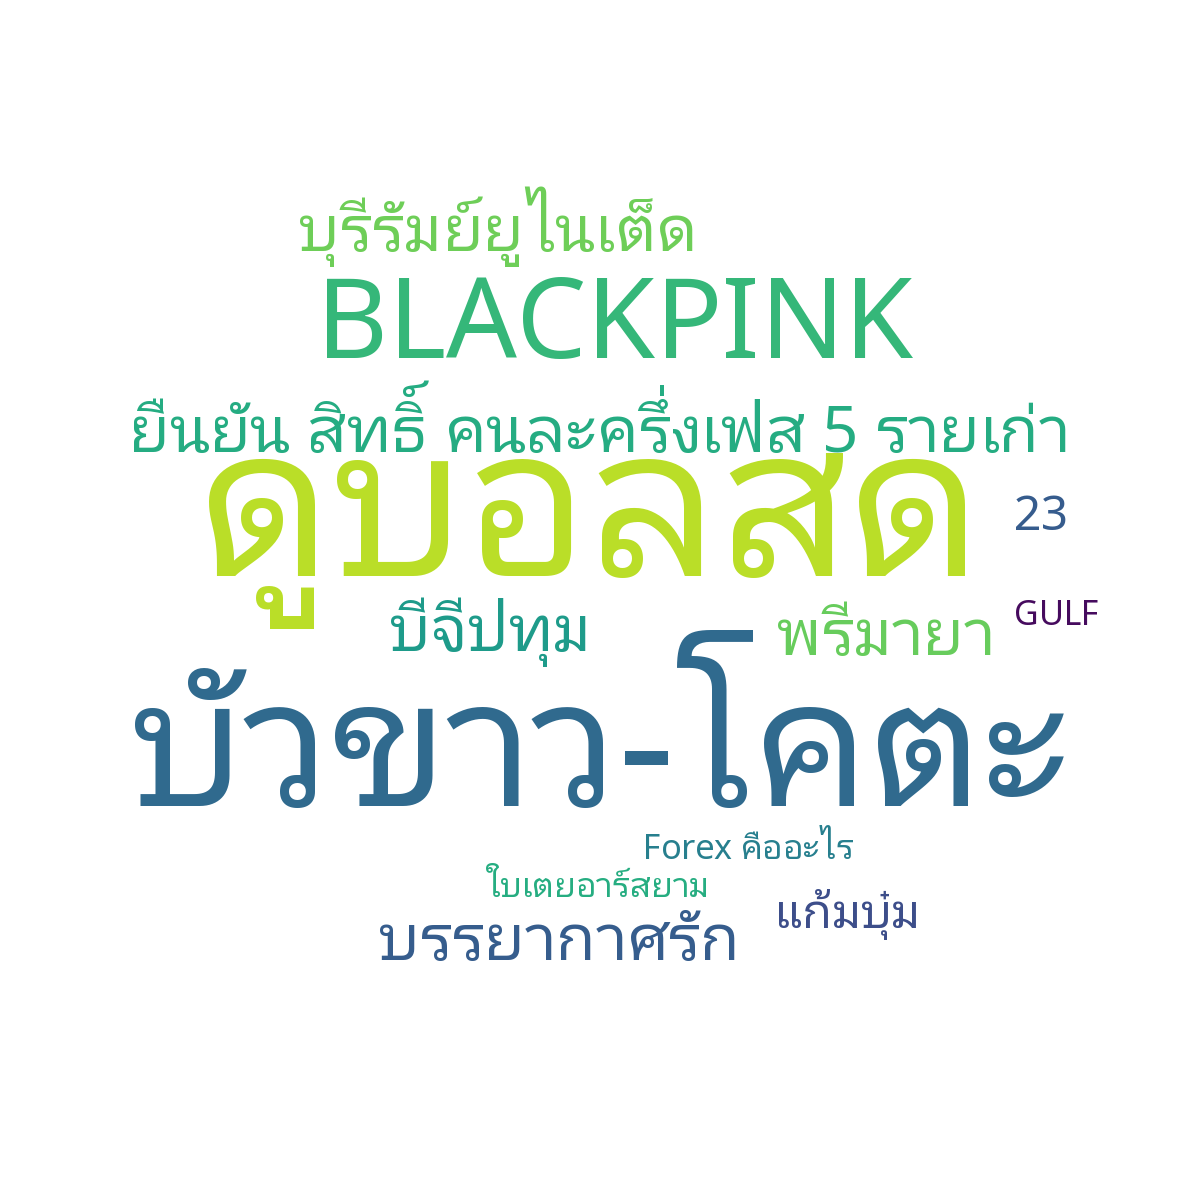 บุรีรัมย์ยูไนเต็ด
BLACKPINK
ยืนยัน สิทธิ์ คนละครึ่งเฟส 5 รายเก่า
ดูบอลสด
23
บีจีปทุม
พรีมายา
GULF
บัวขาว-โคตะ
Forex คืออะไร
ใบเตยอาร์สยาม
แก้มบุ๋ม
บรรยากาศรัก